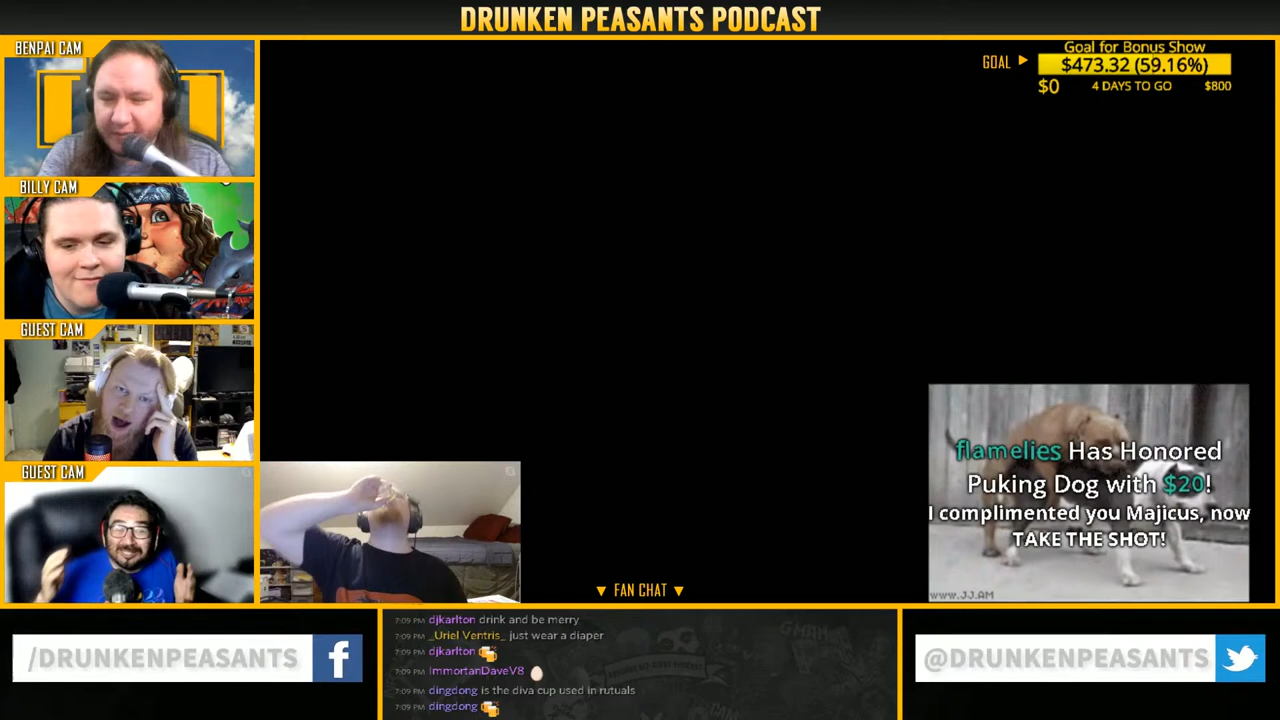 DRUNKEN PEASANTS PODCAST
BENPAI CAM
BILLY CAM
GUEST CAM
GUEST CAM
GOAL ▶
Goal for Bonus Show
$473.32 (59.16%)
$0 4 DAYS TO GO $800
flamelies Has Honored
Puking Dog with $20!
I complimented you Majicus, now
TAKE THE SHOT!
www.JJ.AM
▼ FAN CHAT ▼
/DRUNKENPEASANTS
7:09 PM djkarlton drink and be merry
7:09 PM _Uriel Ventris_ just wear a diaper
7:09 PM djkarlton
7:09 PM ImmortanDaveV8
7:09 PM dingdong is the diva cup used in rutuals
7:09 PM dingdong
@DRUNKENPEASANTS